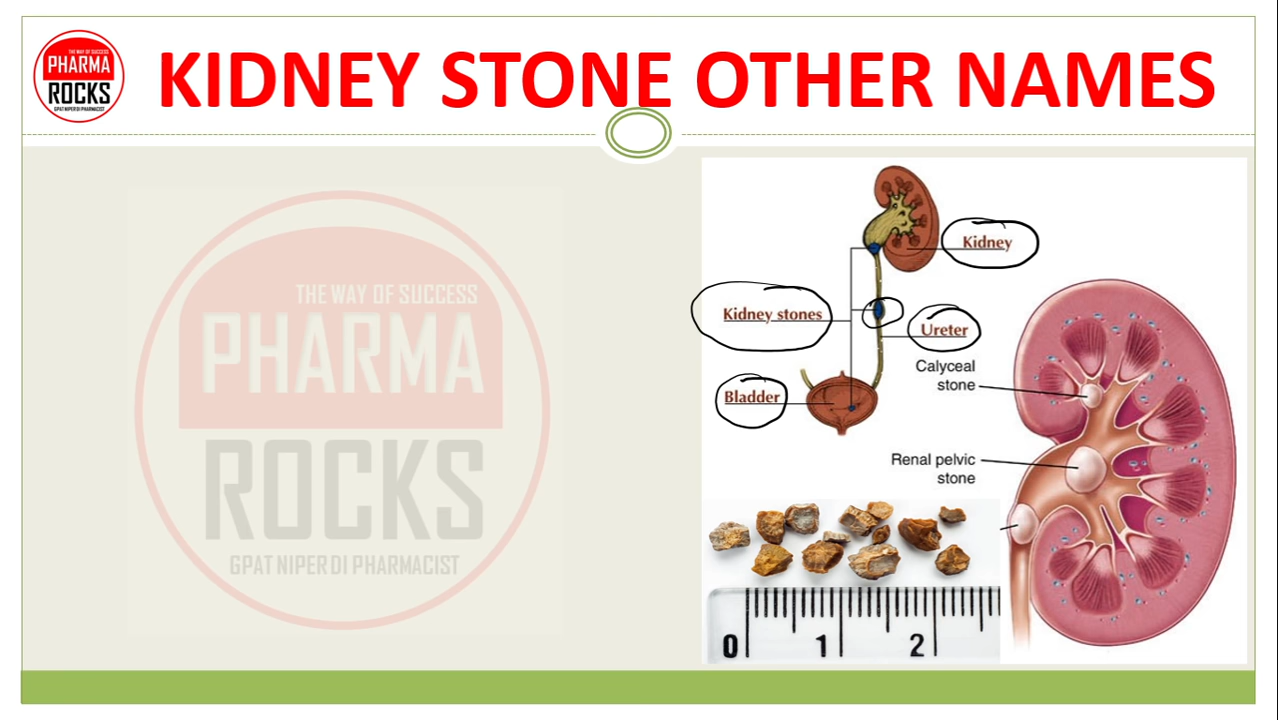 THE WAY OF SUCCESS
PHARMA
ROCKS
GPAT NIPER DI PHARMACIST
KIDNEY STONE OTHER NAMES
THE WAY OF SUCCESS
PHARMA
ROCKS
GPAT NIPER DI PHARMACIST
Kidney
Kidney stones
Ureter
Bladder
Calyceal
stone
Renal pelvic
stone
0 1 2